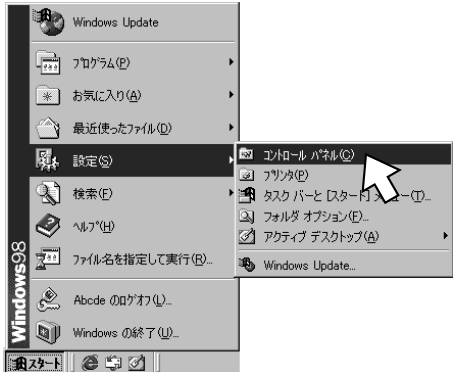 Windows Update
プログラム(P)
お気に入り(A)
最近使ったファイル(D)
設定(S)
検索(F)
ヘルプ(H)
ファイル名を指定して実行(R)...
Abcde のログオフ(L)...
Windows の終了(U)...
Windows98
スタート
コントロール パネル(C)
プリンタ(P)
タスク バーと [スタート] メニュー(T)...
フォルダ オプション(F)...
アクティブ デスクトップ(A)
Windows Update...